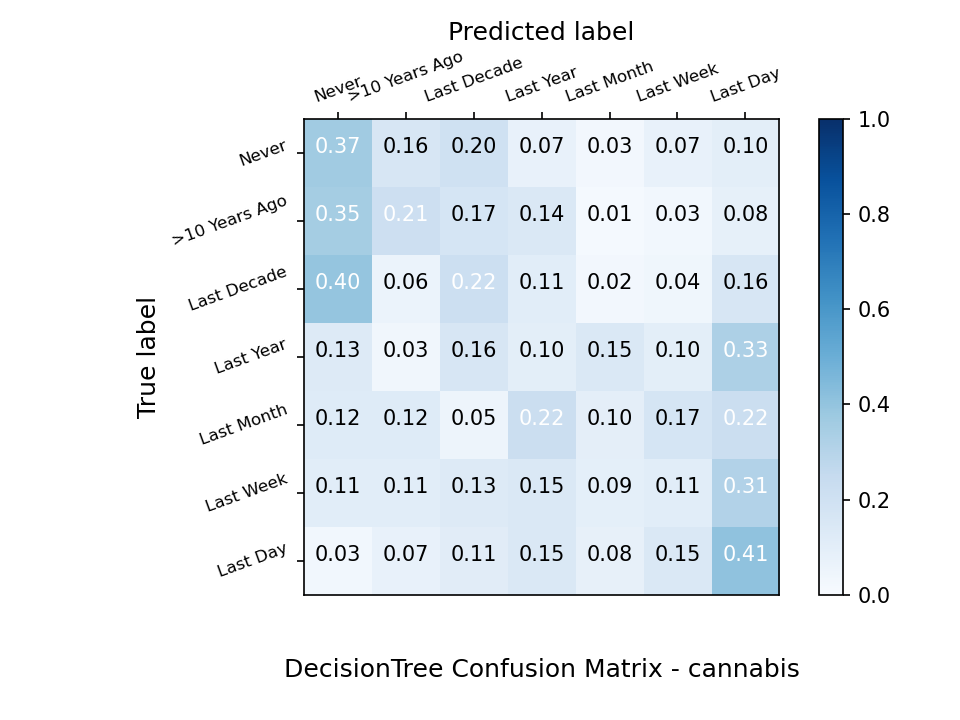 Predicted label
Never >10 Years Ago Last Decade Last Year Last Month Last Week Last Day
Never 0.37 0.16 0.20 0.07 0.03 0.07 0.10
>10 Years Ago 0.35 0.21 0.17 0.14 0.01 0.03 0.08
Last Decade 0.40 0.06 0.22 0.11 0.02 0.04 0.16
Last Year 0.13 0.03 0.16 0.10 0.15 0.10 0.33
Last Month 0.12 0.12 0.05 0.22 0.10 0.17 0.22
Last Week 0.11 0.11 0.13 0.15 0.09 0.11 0.31
Last Day 0.03 0.07 0.11 0.15 0.08 0.15 0.41
True label
1.0
0.8
0.6
0.4
0.2
0.0
DecisionTree Confusion Matrix - cannabis